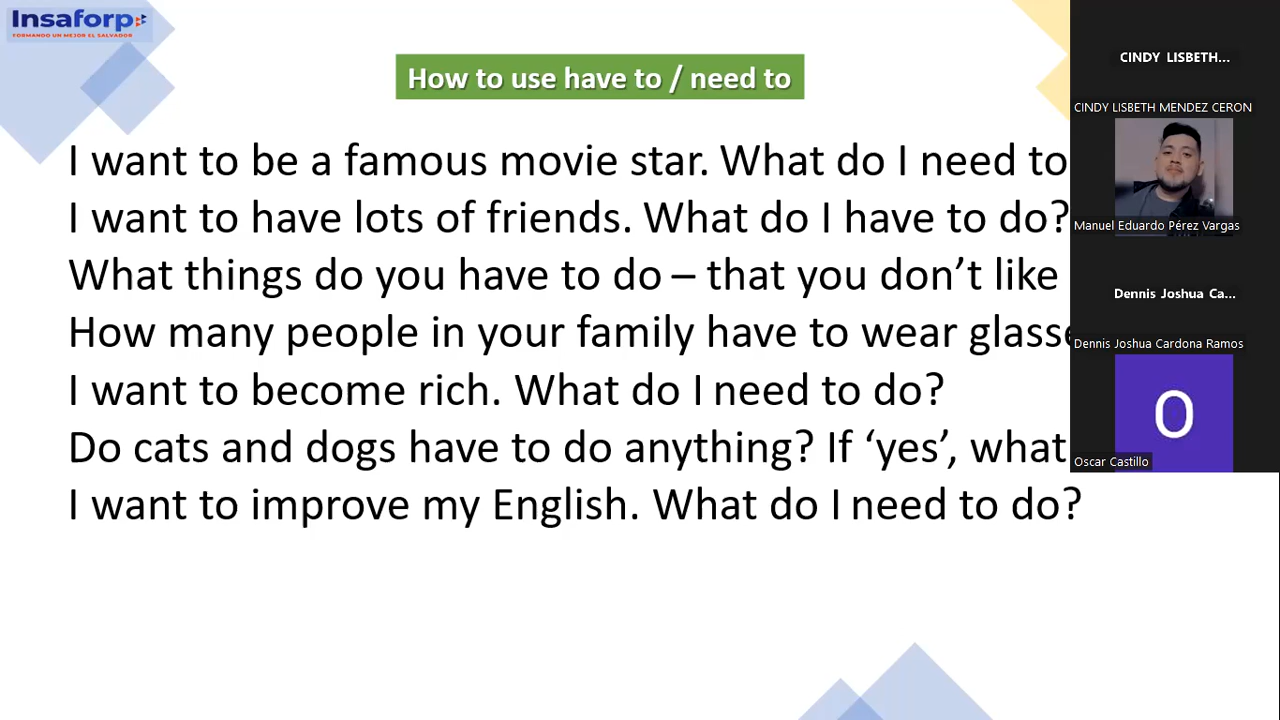 Insaforp
FORMANDO UN MEJOR EL SALVADOR
How to use have to / need to
I want to be a famous movie star. What do I need to
I want to have lots of friends. What do I have to do?
What things do you have to do – that you don’t like
How many people in your family have to wear glasse
I want to become rich. What do I need to do?
Do cats and dogs have to do anything? If ‘yes’, what
I want to improve my English. What do I need to do?
CINDY LISBETH...
CINDY LISBETH MENDEZ CERON
Manuel Eduardo Pérez Vargas
Dennis Joshua Ca...
Dennis Joshua Cardona Ramos
O
Oscar Castillo